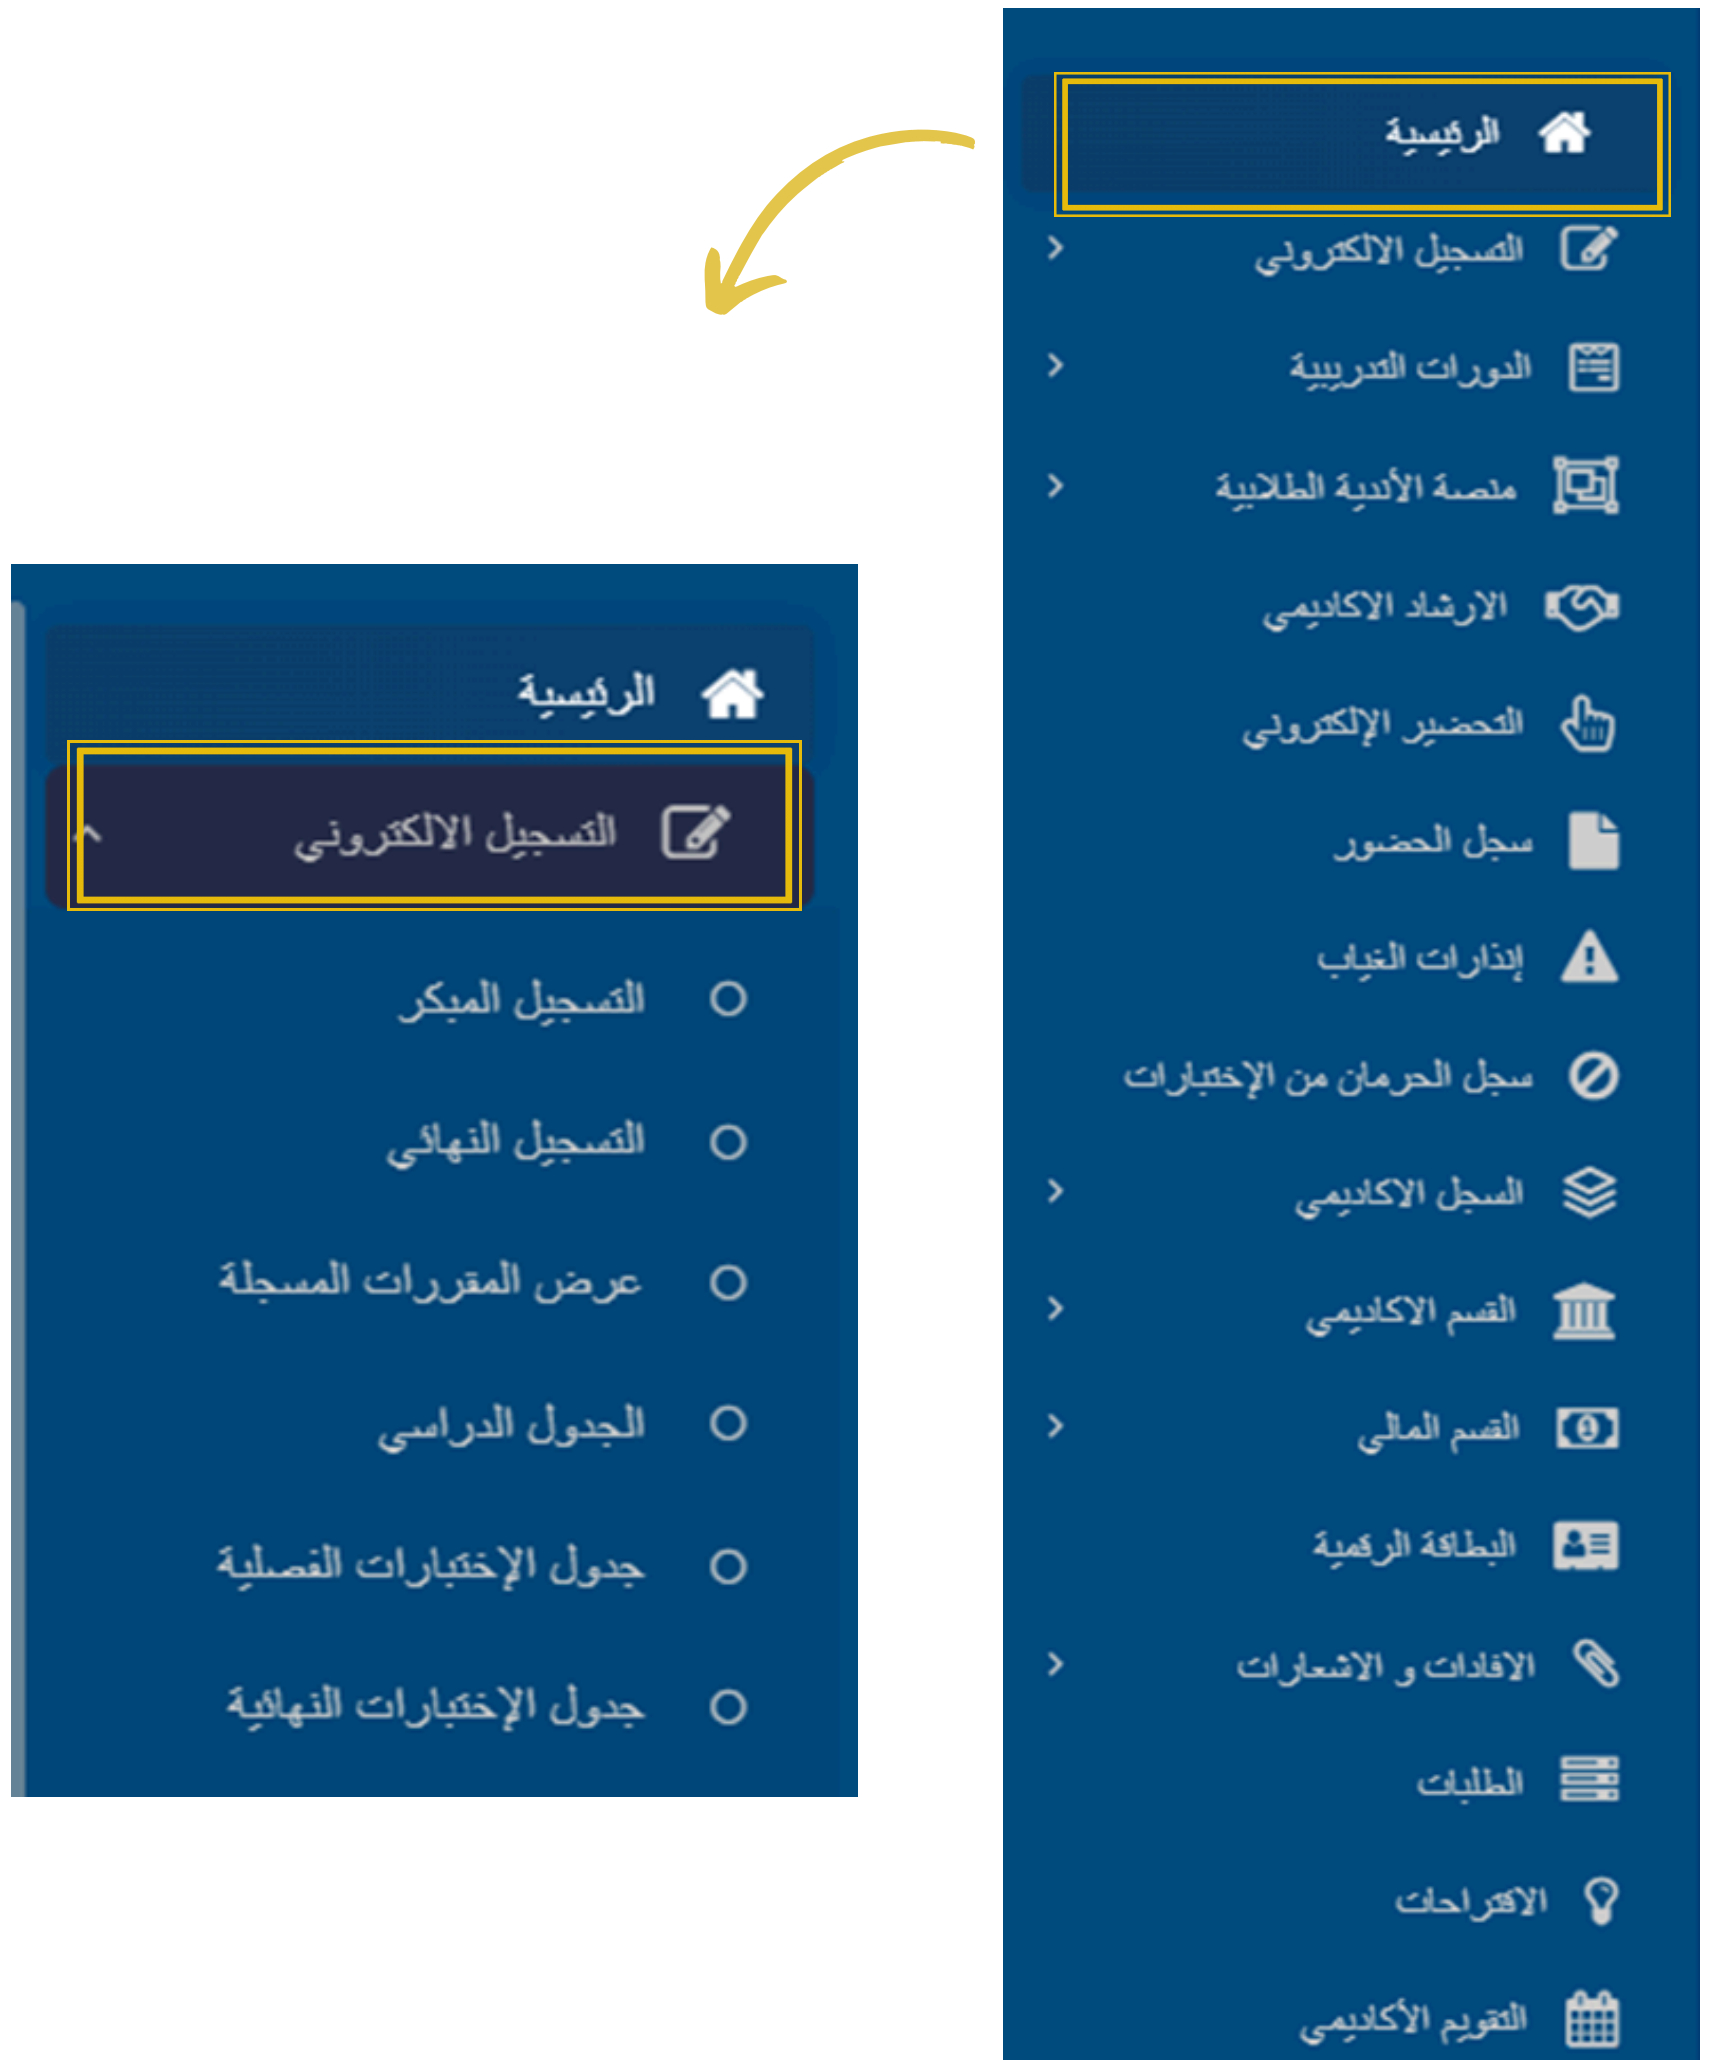 الرئيسية
التسجيل الالكتروني
الدورات التدريبية
منصة الأندية الطلابية
الارشاد الاكاديمي
التحضير الإلكتروني
سجل الحضور
إنذارات الغياب
سجل الحرمان من الإختبارات
السجل الاكاديمي
القسم الاكاديمي
القسم المالي
البطاقة الرقمية
الافادات و الاشعارات
الطلبات
الاقتراحات
التقويم الأكاديمي
الرئيسية
التسجيل الالكتروني
التسجيل المبكر
التسجيل النهائي
عرض المقررات المسجلة
الجدول الدراسي
جدول الإختبارات الفصلية
جدول الإختبارات النهائية